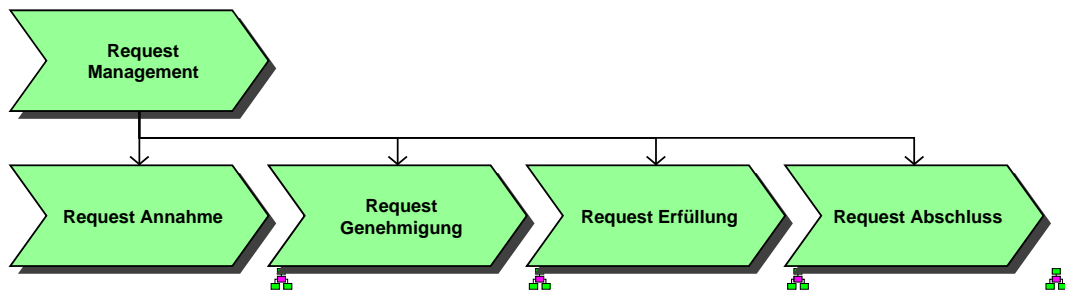 Request
Management
Request Annahme
Request
Genehmigung
Request Erfüllung
Request Abschluss